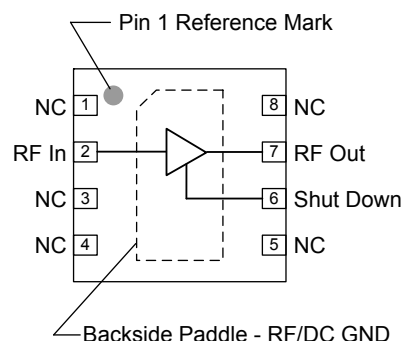 Pin 1 Reference Mark
NC 1
8 NC
RF In 2
7 RF Out
NC 3
6 Shut Down
NC 4
5 NC
Backside Paddle - RF/DC GND